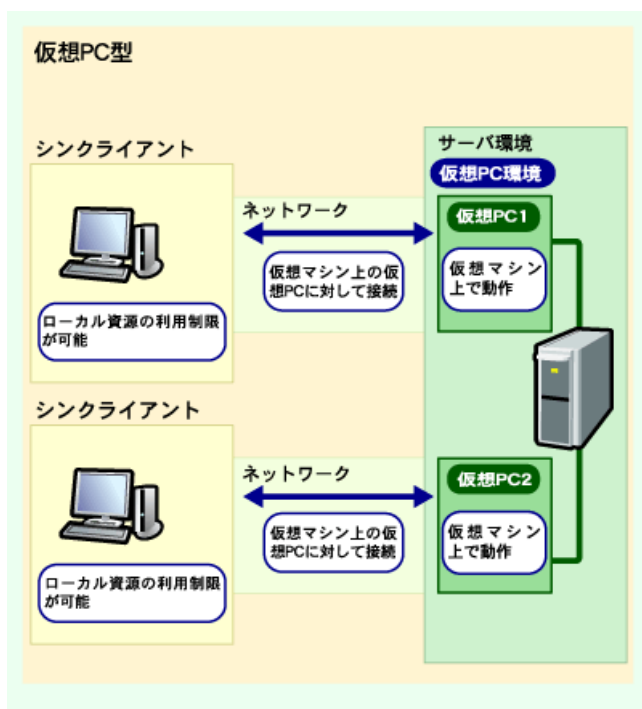 仮想PC型
サーバ環境
仮想PC環境
シンクライアント
ローカル資源の利用制限
が可能
ネットワーク
仮想マシン上の仮
想PCに対して接続
仮想PC1
仮想マシン
上で動作
シンクライアント
ローカル資源の利用制限
が可能
ネットワーク
仮想マシン上の仮
想PCに対して接続
仮想PC2
仮想マシン
上で動作